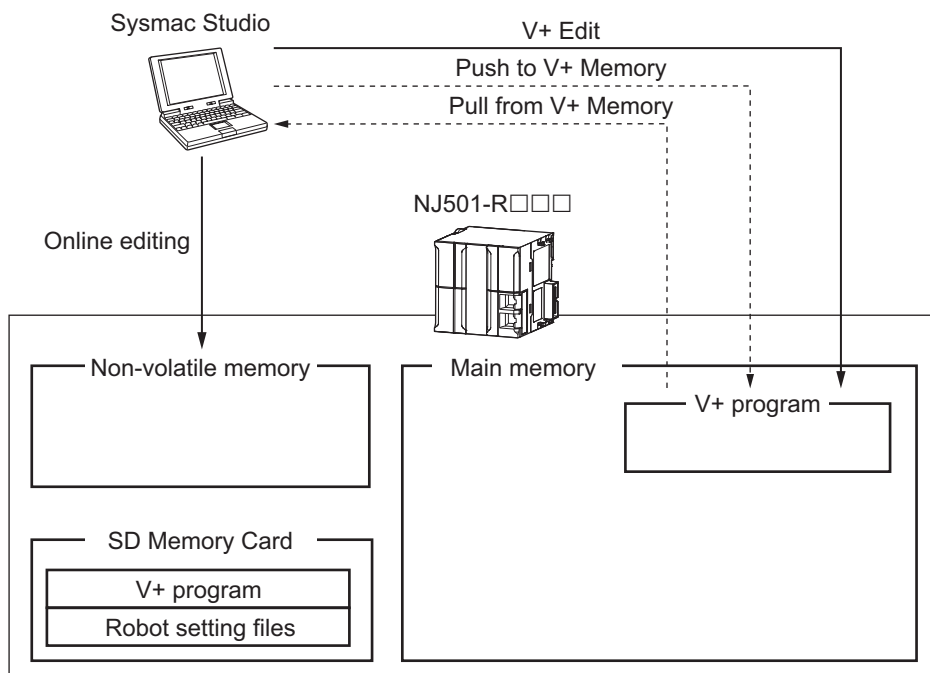 Sysmac Studio
V+ Edit
Push to V+ Memory
Pull from V+ Memory
NJ501-R□□□
Online editing
Non-volatile memory
Main memory
V+ program
SD Memory Card
V+ program
Robot setting files